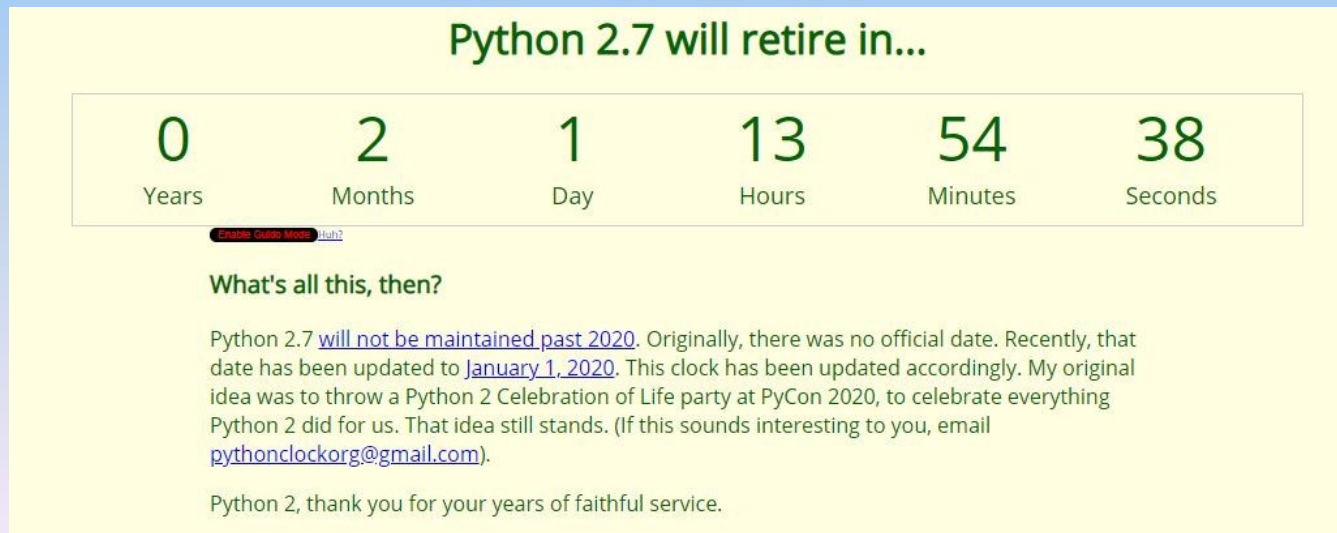 Python 2.7 will retire in...
0 2 1 13 54 38
Years Months Day Hours Minutes Seconds
Enable Guido Mode Huh?
What's all this, then?
Python 2.7 will not be maintained past 2020. Originally, there was no official date. Recently, that
date has been updated to January 1, 2020. This clock has been updated accordingly. My original
idea was to throw a Python 2 Celebration of Life party at PyCon 2020, to celebrate everything
Python 2 did for us. That idea still stands. (If this sounds interesting to you, email
pythonclockorg@gmail.com).
Python 2, thank you for your years of faithful service.